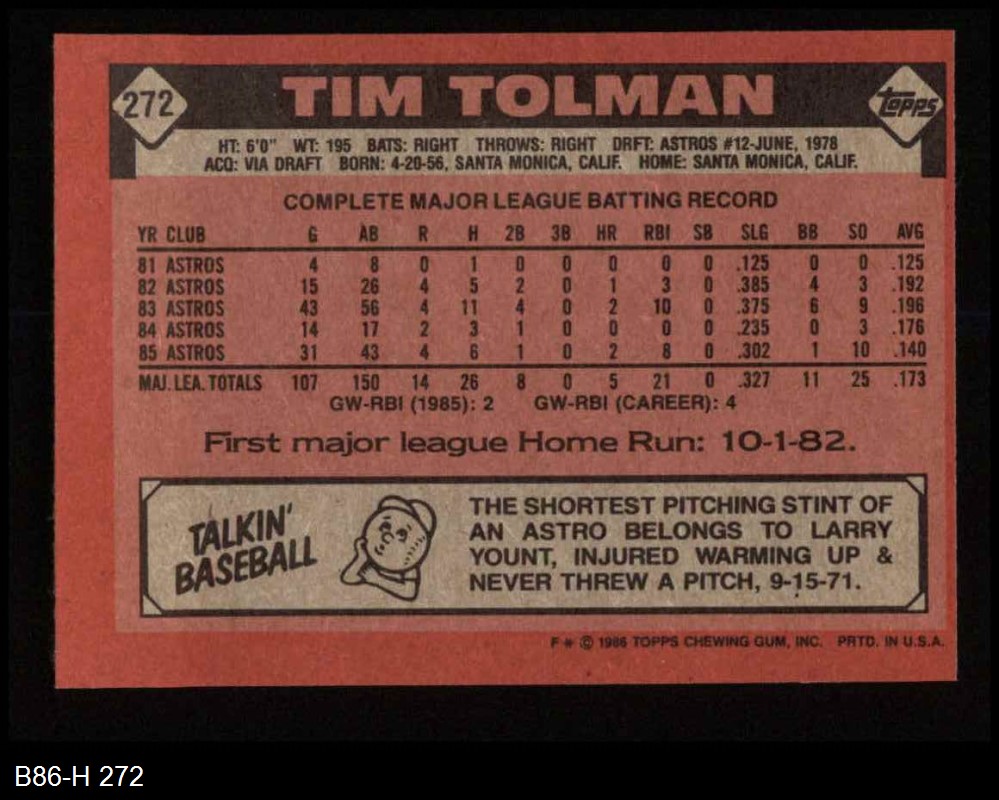 272
TIM TOLMAN
Topps
HT: 6'0" WT: 195 BATS: RIGHT THROWS: RIGHT DRFT: ASTROS #12-JUNE, 1978
ACQ: VIA DRAFT BORN: 4-20-56, SANTA MONICA, CALIF. HOME: SANTA MONICA, CALIF.
COMPLETE MAJOR LEAGUE BATTING RECORD
YR CLUB G AB R H 2B 3B HR RBI SB SLG BB SO AVG
81 ASTROS 4 8 0 1 0 0 0 0 0 .125 0 0 .125
82 ASTROS 15 26 4 5 2 0 1 3 0 .385 4 3 .192
83 ASTROS 43 56 4 11 4 0 2 10 0 .375 6 9 .196
84 ASTROS 14 17 2 3 1 0 0 0 0 .235 0 3 .176
85 ASTROS 31 43 4 6 1 0 2 8 0 .302 1 10 .140
MAJ. LEA. TOTALS 107 150 14 26 8 0 5 21 0 .327 11 25 .173
GW-RBI (1985): 2 GW-RBI (CAREER): 4
First major league Home Run: 10-1-82.
TALKIN'
BASEBALL
THE SHORTEST PITCHING STINT OF
AN ASTRO BELONGS TO LARRY
YOUNT, INJURED WARMING UP &
NEVER THREW A PITCH, 9-15-71.
F * © 1986 TOPPS CHEWING GUM, INC. PRTD. IN U.S.A.
B86-H 272